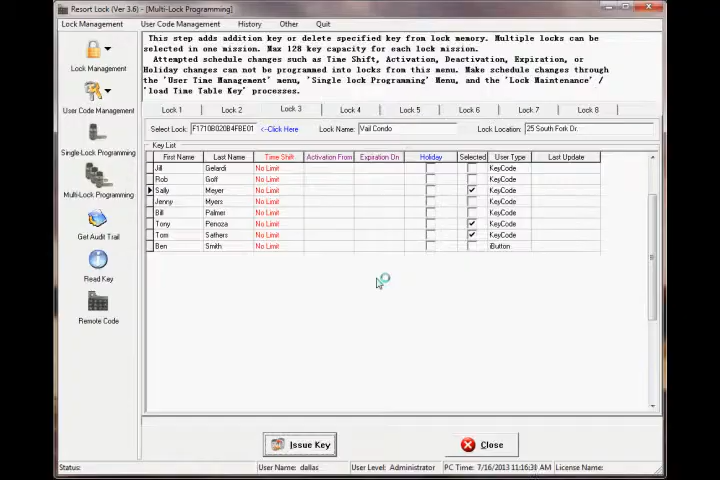 Resort Lock (Ver 3.6) - [Multi-Lock Programming]
Lock Management User Code Management History Other Quit
This step adds addition key or delete specified key from lock memory. Multiple locks can be
selected in one mission. Max 128 key capacity for each lock mission.
Attempted schedule changes such as Time Shift, Activation, Deactivation, Expiration, or
Holiday changes can not be programmed into locks from this menu. Make schedule changes through
the 'User Time Management' menu, 'Single lock Programming' Menu, and the 'Lock Maintenance' /
'load Time Table Key' processes.
Lock Management
User Code Management
Single-Lock Programming
Multi-Lock Programming
Get Audit Trail
Read Key
Remote Code
Lock 1 Lock 2 Lock 3 Lock 4 Lock 5 Lock 6 Lock 7 Lock 8
Select Lock: F1710B020B4FBE01 <-Click Here Lock Name: Vail Condo Lock Location: 25 South Fork Dr.
Key List
First Name Last Name Time Shift Activation From Expiration On Holiday Selected User Type Last Update
Jill Gelardi No Limit KeyCode
Rob Goff No Limit KeyCode
Sally Meyer No Limit KeyCode
Jenny Myers No Limit KeyCode
Bill Palmer No Limit KeyCode
Tony Penoza No Limit KeyCode
Tom Sathers No Limit KeyCode
Ben Smith No Limit iButton
Issue Key Close
Status: User Name: dallas User Level: Administrator PC Time: 7/16/2013 11:16:31 AM License Name: